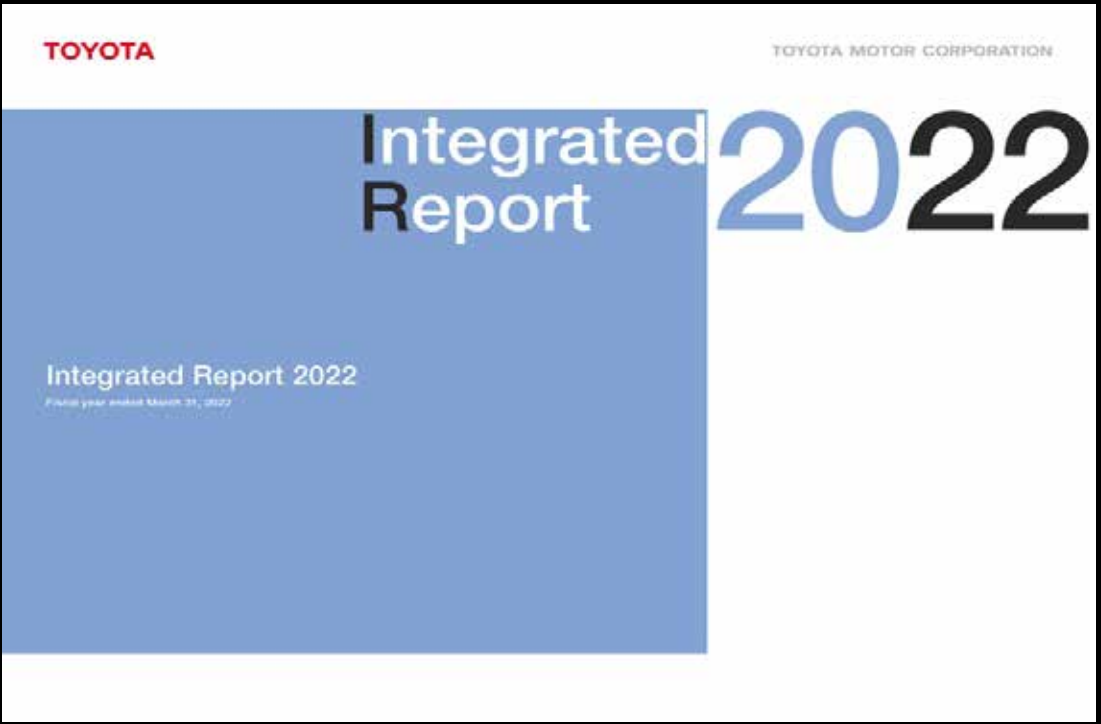 TOYOTA
TOYOTA MOTOR CORPORATION
Integrated 2022
Report
Integrated Report 2022
Fiscal year ended March 31, 2022